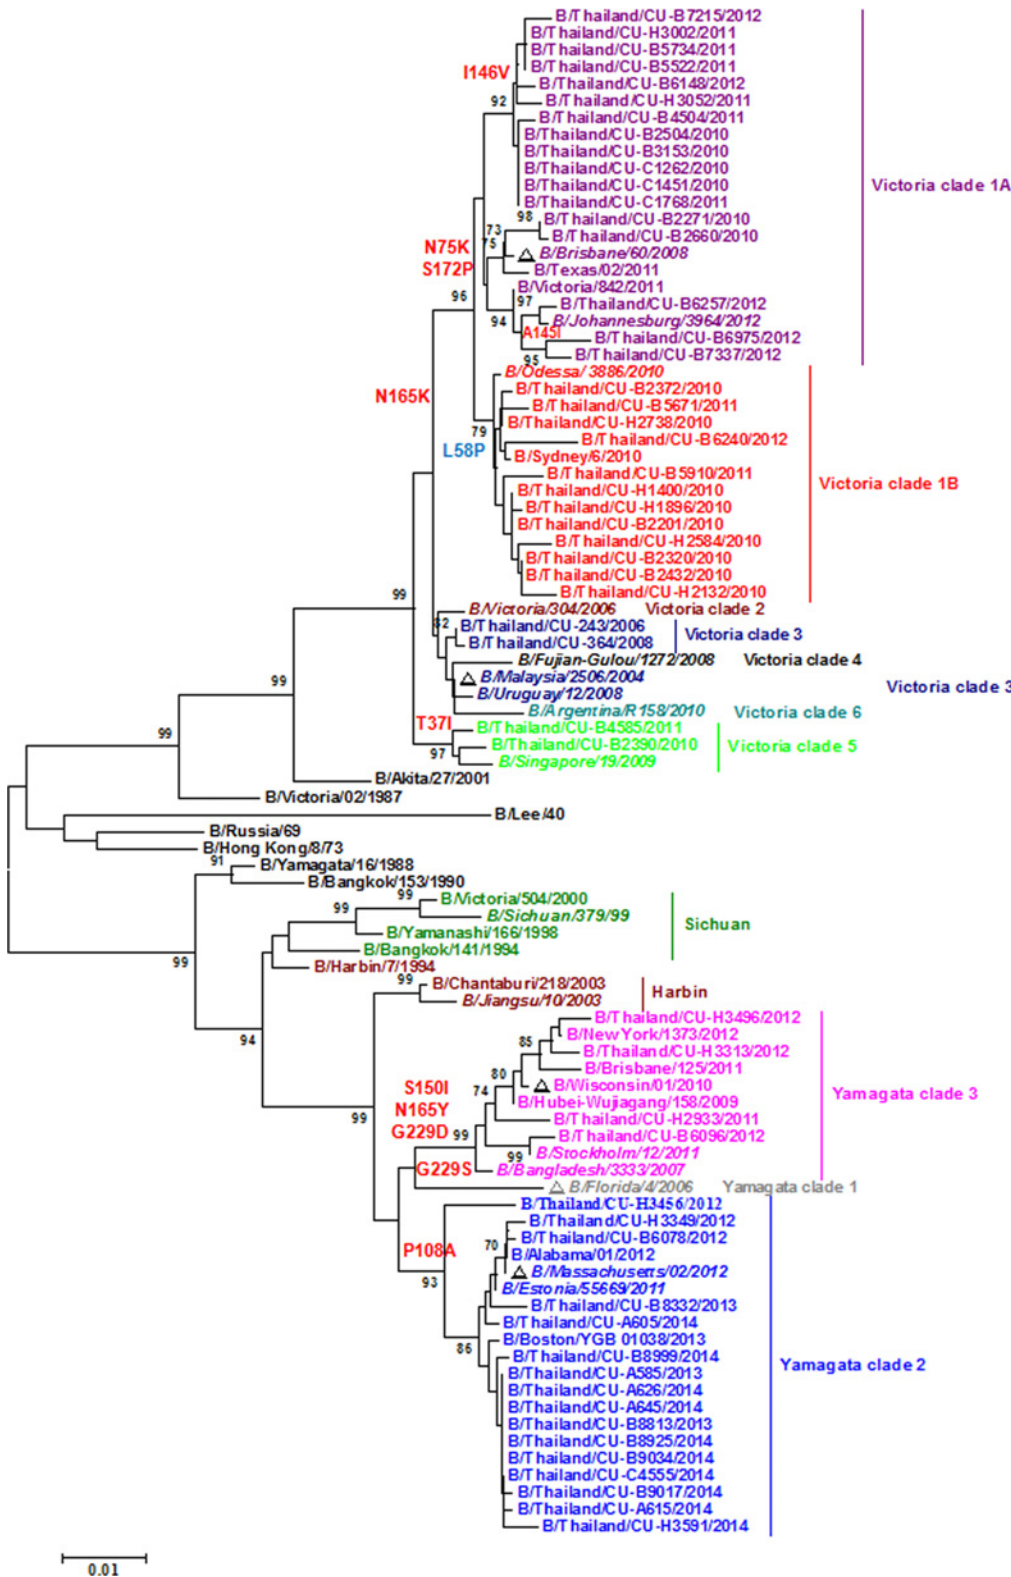 B/Thailand/CU-B7215/2012
B/Thailand/CU-H3002/2011
B/Thailand/CU-B5734/2011
B/Thailand/CU-B5522/2011
I146V
B/Thailand/CU-B6148/2012
92
B/Thailand/CU-H3052/2011
B/Thailand/CU-B4504/2011
B/Thailand/CU-B2504/2010
B/Thailand/CU-B3153/2010
B/Thailand/CU-C1262/2010
B/Thailand/CU-C1451/2010
Victoria clade 1A
B/Thailand/CU-C1768/2011
98
B/Thailand/CU-B2271/2010
73
B/Thailand/CU-B2660/2010
75
N75K
B/Brisbane/60/2008
S172P
B/Texas/02/2011
B/Victoria/842/2011
96
97
B/Thailand/CU-B6257/2012
94
B/Johannesburg/3964/2012
A145I
B/Thailand/CU-B6975/2012
95
B/Thailand/CU-B7337/2012
B/Odessa/3886/2010
N165K
B/Thailand/CU-B2372/2010
B/Thailand/CU-B5671/2011
B/Thailand/CU-H2738/2010
79
B/Thailand/CU-B6240/2012
L58P
B/Sydney/6/2010
B/Thailand/CU-B5910/2011
Victoria clade 1B
B/Thailand/CU-H1400/2010
B/Thailand/CU-H1896/2010
B/Thailand/CU-B2201/2010
B/Thailand/CU-H2584/2010
B/Thailand/CU-B2320/2010
B/Thailand/CU-B2432/2010
B/Thailand/CU-H2132/2010
99
B/Victoria/304/2006 Victoria clade 2
82
B/Thailand/CU-243/2006
Victoria clade 3
B/Thailand/CU-364/2008
B/Fujian-Gulou/1272/2008 Victoria clade 4
99
B/Malaysia/2506/2004
B/Uruguay/12/2008
Victoria clade 3
B/Argentina/R158/2010 Victoria clade 6
T37I
B/Thailand/CU-B4585/2011
99
97
B/Thailand/CU-B2390/2010
Victoria clade 5
B/Singapore/19/2009
B/Akita/27/2001
B/Victoria/02/1987
B/Lee/40
B/Russia/69
B/Hong Kong/8/73
91
B/Yamagata/16/1988
B/Bangkok/153/1990
99
B/Victoria/504/2000
99
B/Sichuan/379/99
Sichuan
B/Yamanashi/166/1998
B/Bangkok/141/1994
99
B/Harbin/7/1994
99
B/Chantaburi/218/2003
Harbin
B/Jiangsu/10/2003
B/Thailand/CU-H3496/2012
94
B/NewYork/1373/2012
85
B/Thailand/CU-H3313/2012
B/Brisbane/125/2011
80
S150I
B/Wisconsin/01/2010
Yamagata clade 3
74
N165Y
B/Hubei-Wujiagang/158/2009
99
G229D
B/Thailand/CU-H2933/2011
99
B/Thailand/CU-B6096/2012
99
B/Stockholm/12/2011
G229S
B/Bangladesh/3333/2007
B/Florida/4/2006 Yamagata clade 1
B/Thailand/CU-H3456/2012
B/Thailand/CU-H3349/2012
70
B/Thailand/CU-B6078/2012
P108A
B/Alabama/01/2012
B/Massachusetts/02/2012
93
B/Estonia/55669/2011
B/Thailand/CU-B8332/2013
B/Thailand/CU-A605/2014
86
B/Boston/YGB 01038/2013
B/Thailand/CU-B8999/2014
Yamagata clade 2
B/Thailand/CU-A585/2013
B/Thailand/CU-A626/2014
B/Thailand/CU-A645/2014
B/Thailand/CU-B8813/2013
B/Thailand/CU-B8925/2014
B/Thailand/CU-B9034/2014
B/Thailand/CU-C4555/2014
B/Thailand/CU-B9017/2014
B/Thailand/CU-A615/2014
B/Thailand/CU-H3591/2014
0.01